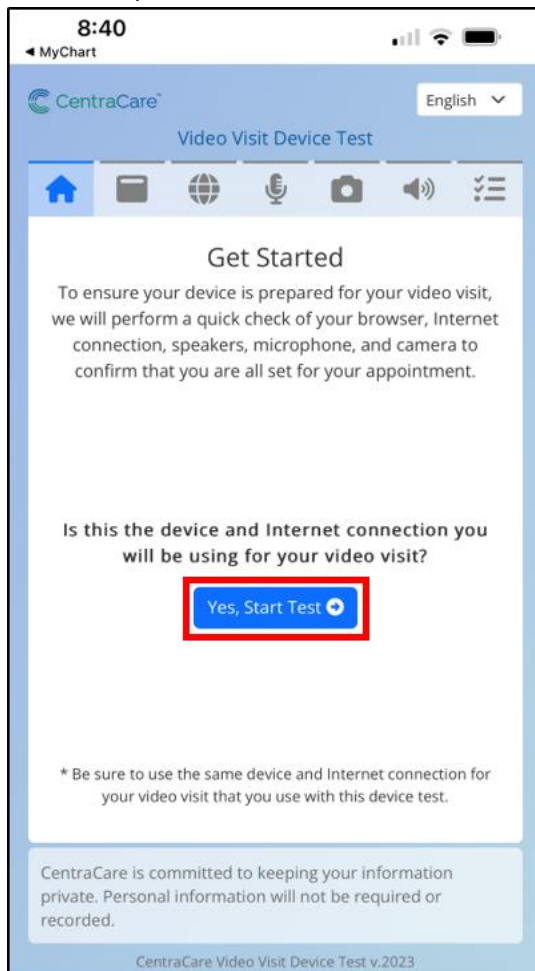 8:40
◄ MyChart
CentraCare™
English
Video Visit Device Test
Get Started
To ensure your device is prepared for your video visit,
we will perform a quick check of your browser, Internet
connection, speakers, microphone, and camera to
confirm that you are all set for your appointment.
Is this the device and Internet connection you
will be using for your video visit?
Yes, Start Test
* Be sure to use the same device and Internet connection for
your video visit that you use with this device test.
CentraCare is committed to keeping your information
private. Personal information will not be required or
recorded.
CentraCare Video Visit Device Test v.2023